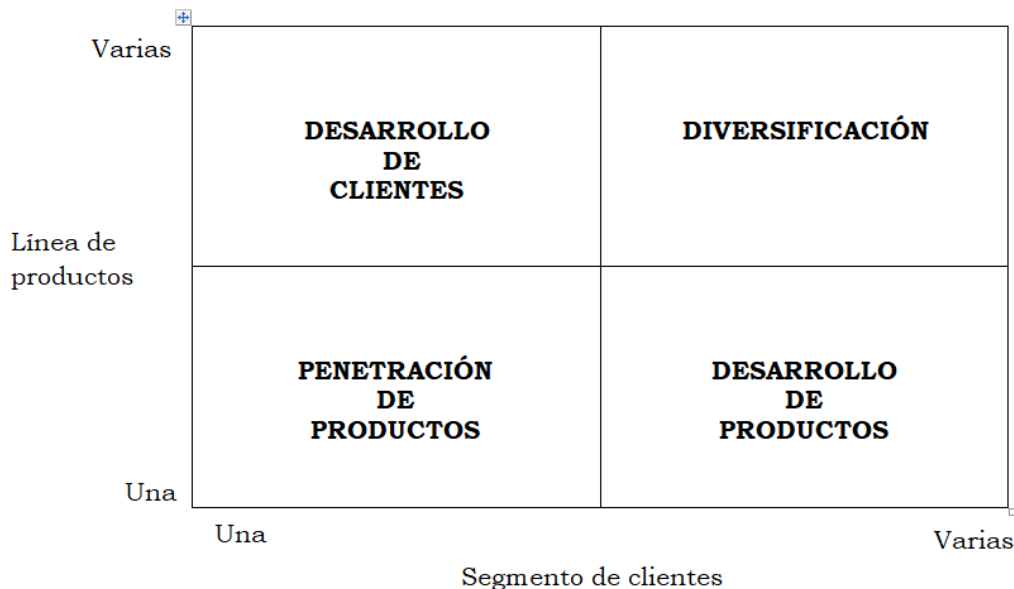 Varias
DESARROLLO
DE
CLIENTES
DIVERSIFICACIÓN
Línea de
productos
PENETRACIÓN
DE
PRODUCTOS
DESARROLLO
DE
PRODUCTOS
Una
Una
Varias
Segmento de clientes